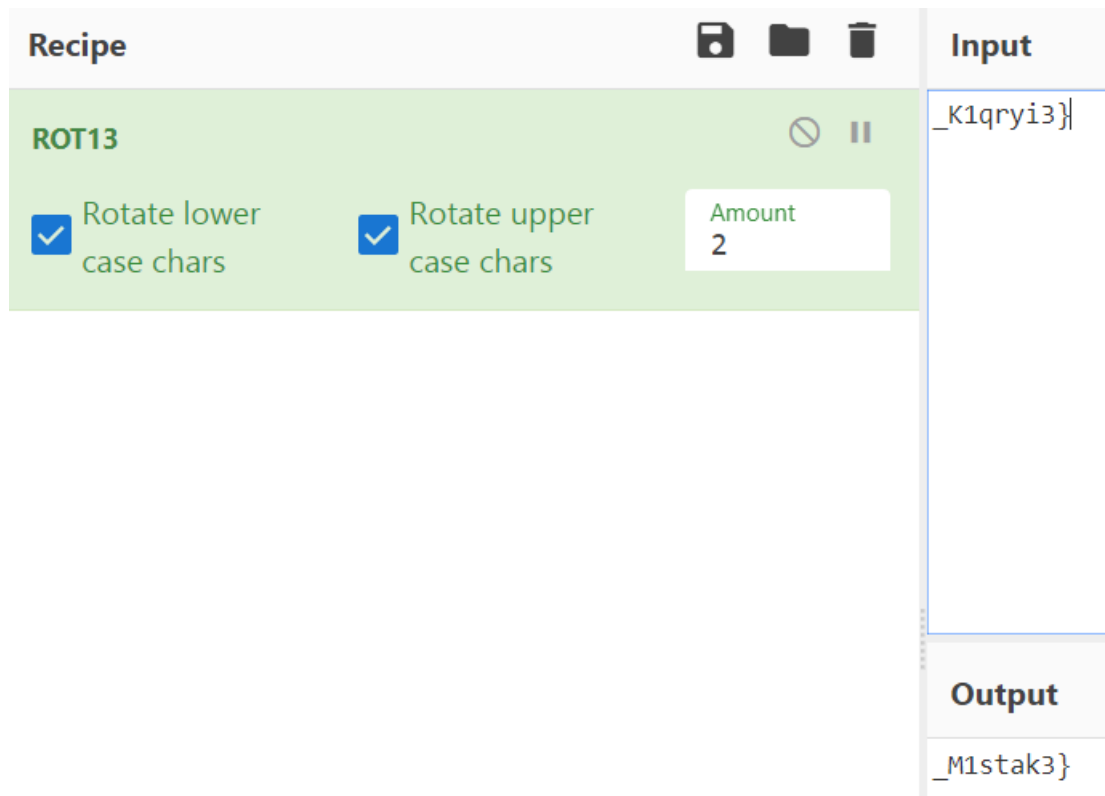 Recipe
ROT13
Rotate lower
case chars
Rotate upper
case chars
Amount
2
Input
_K1qryi3}
Output
_M1stak3}